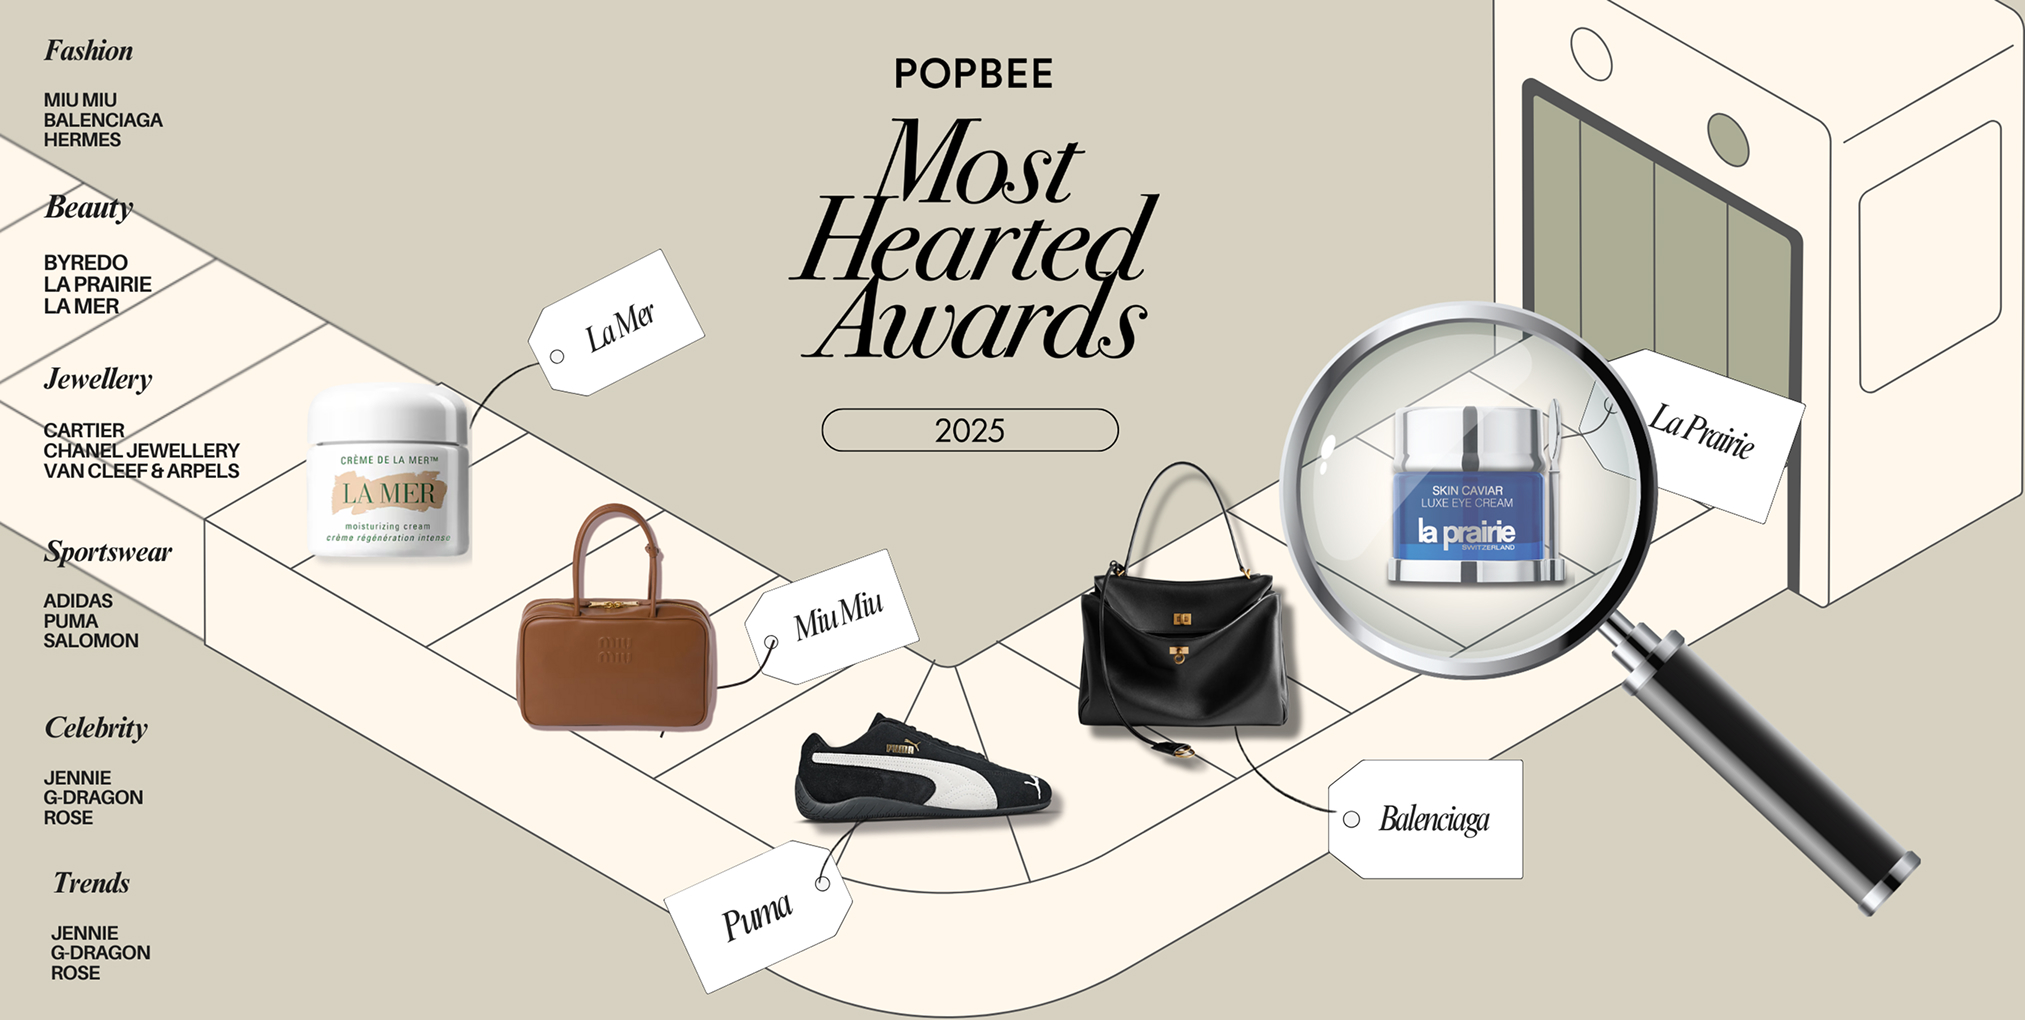 Fashion
MIU MIU
BALENCIAGA
HERMES
Beauty
BYREDO
LA PRAIRIE
LA MER
Jewellery
CARTIER
CHANEL JEWELLERY
VAN CLEEF & ARPELS
Sportswear
ADIDAS
PUMA
SALOMON
Celebrity
JENNIE
G-DRAGON
ROSE
Trends
JENNIE
G-DRAGON
ROSE
POPBEE
Most
Hearted
Awards
2025
La Mer
CRÈME DE LA MER™
LA MER
moisturizing cream
crème régénération intense
miu
miu
Miu Miu
PUMA
Puma
Balenciaga
SKIN CAVIAR
LUXE EYE CREAM
la prairie
SWITZERLAND
La Prairie